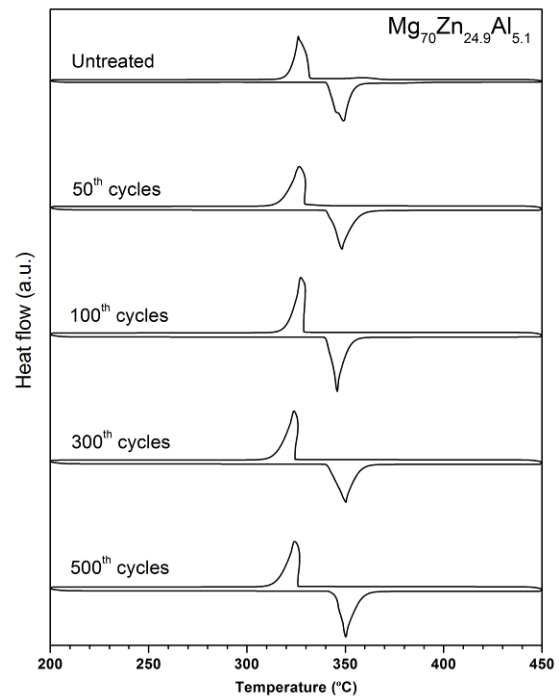 Mg70Zn24.9Al5.1
Untreated
50th cycles
100th cycles
300th cycles
500th cycles
Heat flow (a.u.)
200 250 300 350 400 450
Temperature (ºC)